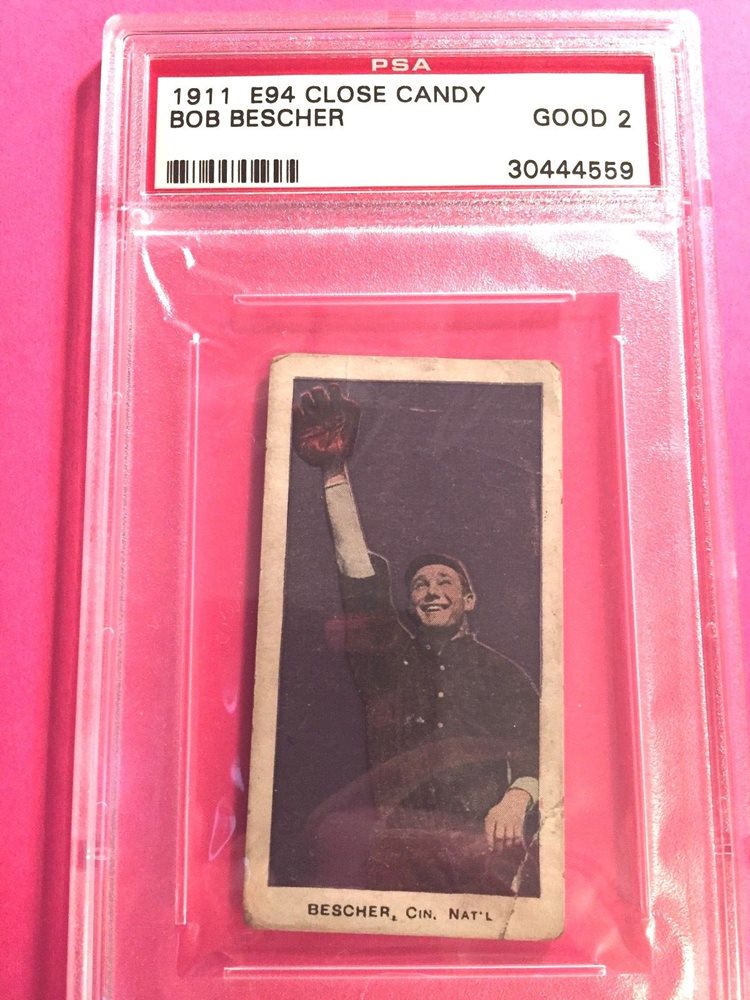 PSA
1911 E94 CLOSE CANDY
BOB BESCHER GOOD 2
30444559
BESCHER, CIN. NAT'L